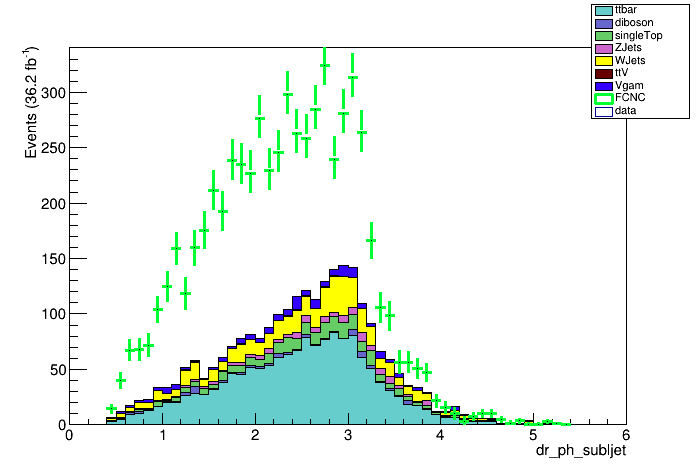 ttbar
diboson
singleTop
ZJets
WJets
ttV
Vgam
FCNC
data
Events (36.2 fb⁻¹)
300
250
200
150
100
50
0
0 1 2 3 4 5 6
dr_ph_subljet